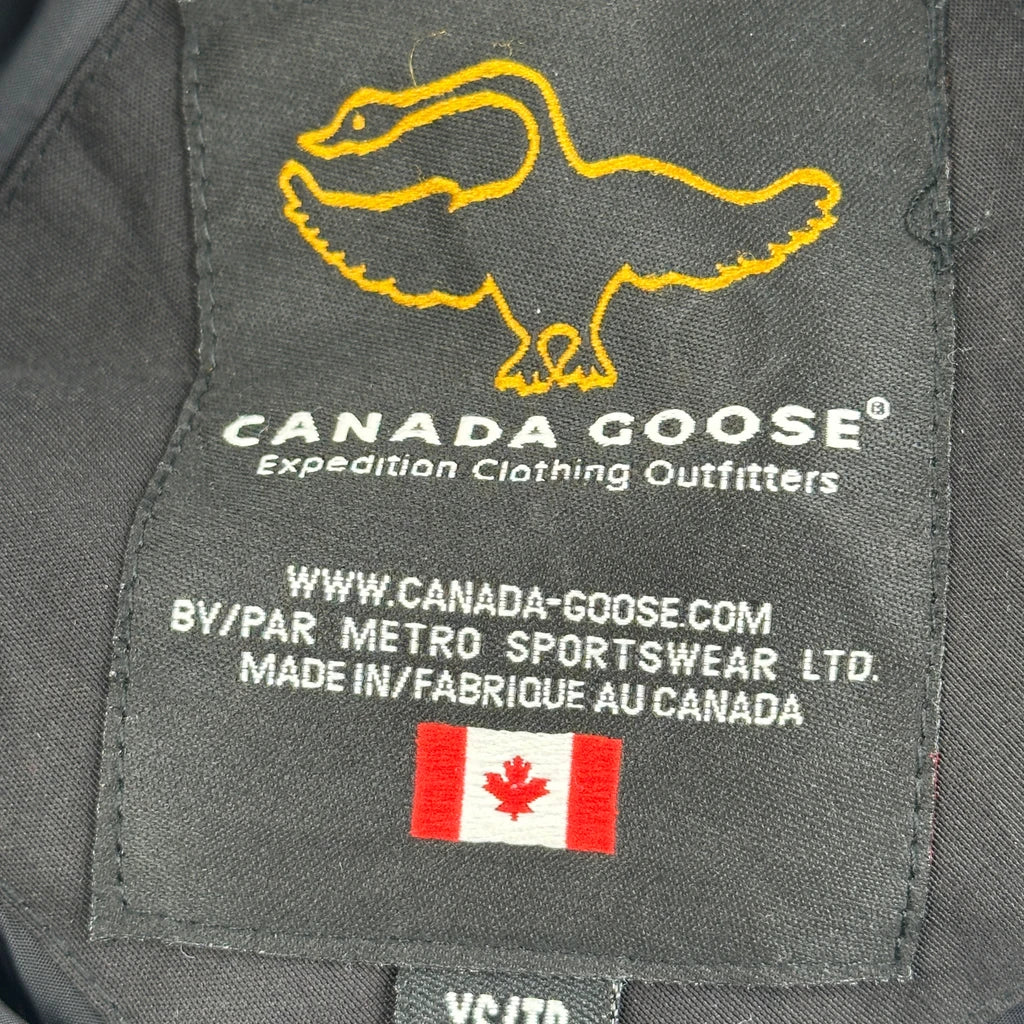 CANADA GOOSE®
Expedition Clothing Outfitters
WWW.CANADA-GOOSE.COM
BY/PAR METRO SPORTSWEAR LTD.
MADE IN/FABRIQUE AU CANADA